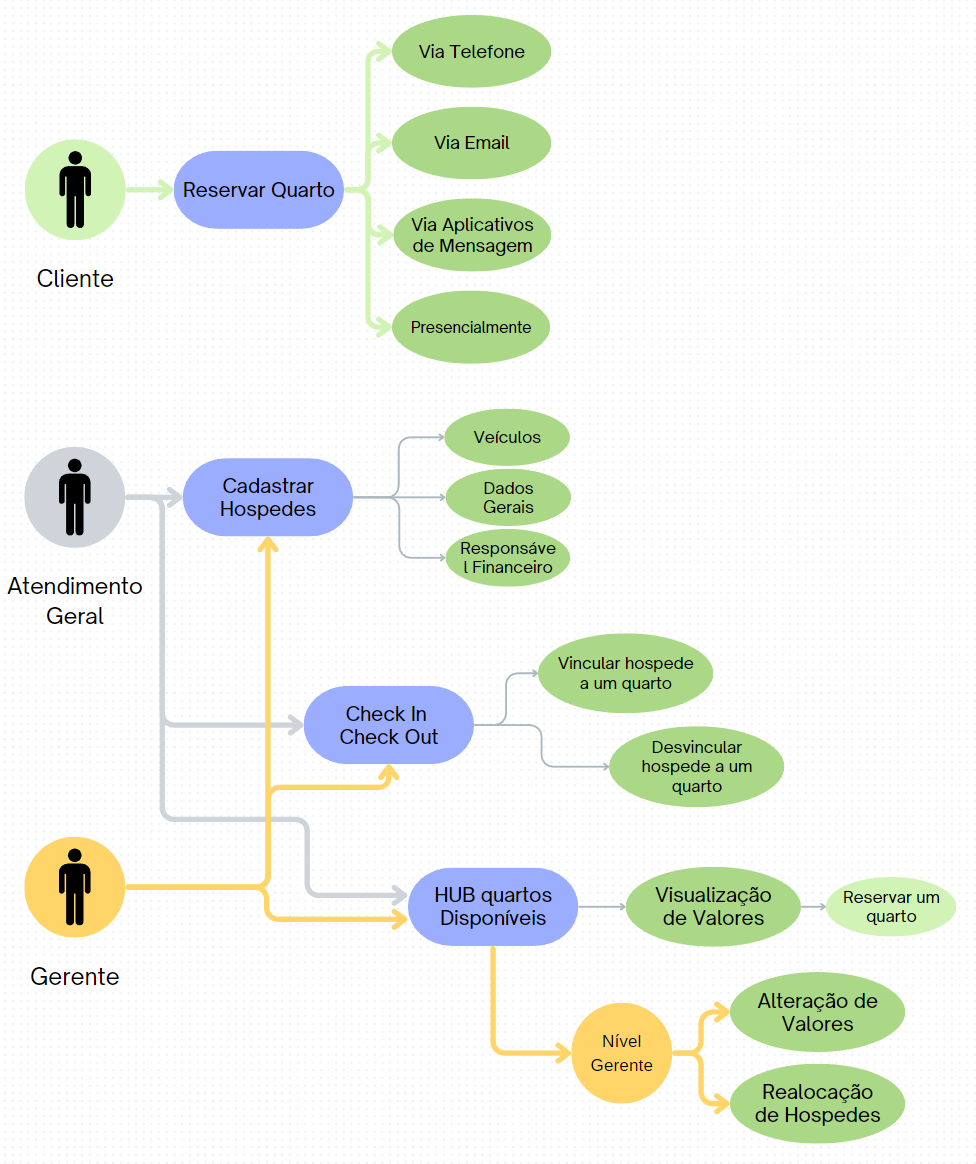 Via Telefone
Via Email
Reservar Quarto
Via Aplicativos
de Mensagem
Cliente
Presencialmente
Veículos
Cadastrar
Hospedes
Dados
Gerais
Responsáve
l Financeiro
Atendimento
Geral
Vincular hospede
a um quarto
Check In
Check Out
Desvincular
hospede a um
quarto
HUB quartos
Disponíveis
Visualização
de Valores
Reservar um
quarto
Gerente
Nível
Gerente
Alteração de
Valores
Realocação
de Hospedes